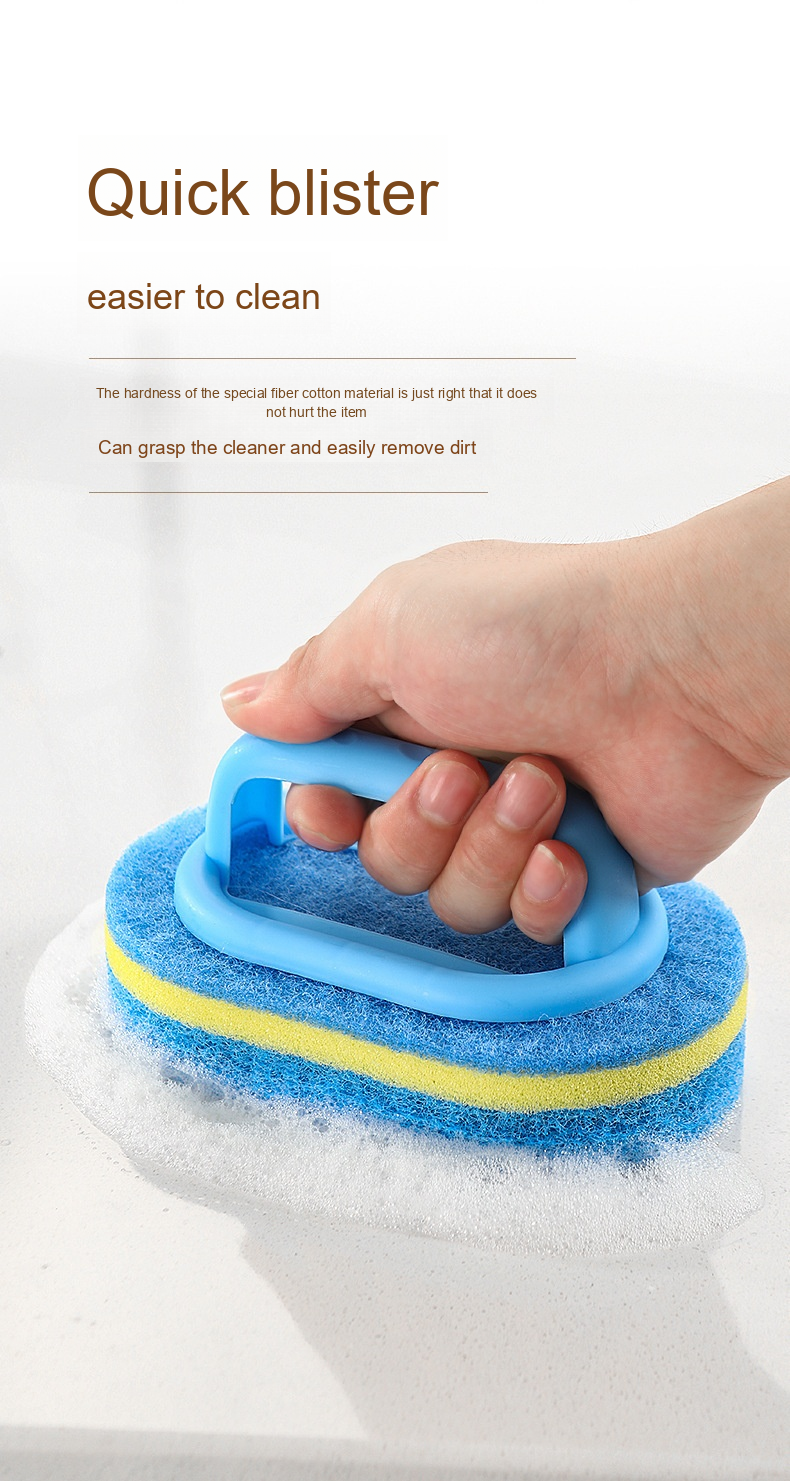 Quick blister
easier to clean
The hardness of the special fiber cotton material is just right that it does
not hurt the item
Can grasp the cleaner and easily remove dirt